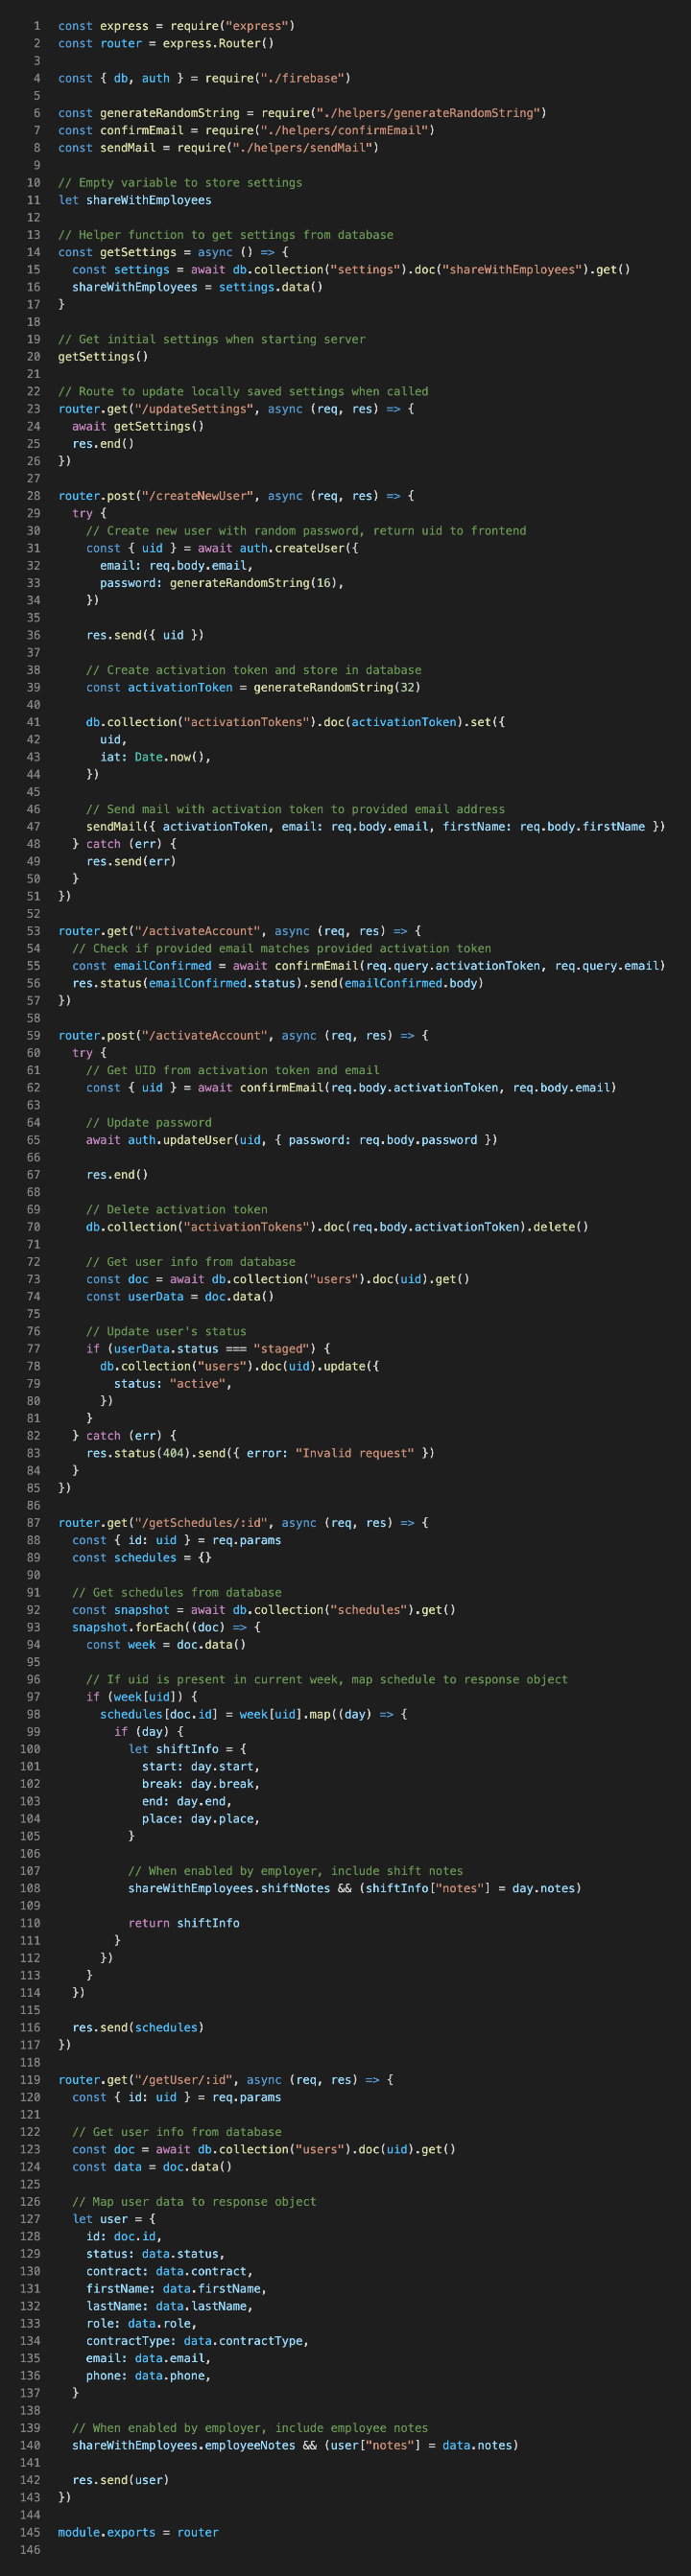 1 const express = require("express")
2 const router = express.Router()
3
4 const { db, auth } = require("./firebase")
5
6 const generateRandomString = require("./helpers/generateRandomString")
7 const confirmEmail = require("./helpers/confirmEmail")
8 const sendMail = require("./helpers/sendMail")
9
10 // Empty variable to store settings
11 let shareWithEmployees
12
13 // Helper function to get settings from database
14 const getSettings = async () => {
15   const settings = await db.collection("settings").doc("shareWithEmployees").get()
16   shareWithEmployees = settings.data()
17 }
18
19 // Get initial settings when starting server
20 getSettings()
21
22 // Route to update locally saved settings when called
23 router.get("/updateSettings", async (req, res) => {
24   await getSettings()
25   res.end()
26 })
27
28 router.post("/createNewUser", async (req, res) => {
29   try {
30     // Create new user with random password, return uid to frontend
31     const { uid } = await auth.createUser({
32       email: req.body.email,
33       password: generateRandomString(16),
34     })
35
36     res.send({ uid })
37
38     // Create activation token and store in database
39     const activationToken = generateRandomString(32)
40
41     db.collection("activationTokens").doc(activationToken).set({
42       uid,
43       iat: Date.now(),
44     })
45
46     // Send mail with activation token to provided email address
47     sendMail({ activationToken, email: req.body.email, firstName: req.body.firstName })
48   } catch (err) {
49     res.send(err)
50   }
51 })
52
53 router.get("/activateAccount", async (req, res) => {
54   // Check if provided email matches provided activation token
55   const emailConfirmed = await confirmEmail(req.query.activationToken, req.query.email)
56   res.status(emailConfirmed.status).send(emailConfirmed.body)
57 })
58
59 router.post("/activateAccount", async (req, res) => {
60   try {
61     // Get UID from activation token and email
62     const { uid } = await confirmEmail(req.body.activationToken, req.body.email)
63
64     // Update password
65     await auth.updateUser(uid, { password: req.body.password })
66
67     res.end()
68
69     // Delete activation token
70     db.collection("activationTokens").doc(req.body.activationToken).delete()
71
72     // Get user info from database
73     const doc = await db.collection("users").doc(uid).get()
74     const userData = doc.data()
75
76     // Update user's status
77     if (userData.status === "staged") {
78       db.collection("users").doc(uid).update({
79         status: "active",
80       })
81     }
82   } catch (err) {
83     res.status(404).send({ error: "Invalid request" })
84   }
85 })
86
87 router.get("/getSchedules/:id", async (req, res) => {
88   const { id: uid } = req.params
89   const schedules = {}
90
91   // Get schedules from database
92   const snapshot = await db.collection("schedules").get()
93   snapshot.forEach((doc) => {
94     const week = doc.data()
95
96     // If uid is present in current week, map schedule to response object
97     if (week[uid]) {
98       schedules[doc.id] = week[uid].map((day) => {
99         if (day) {
100           let shiftInfo = {
101             start: day.start,
102             break: day.break,
103             end: day.end,
104             place: day.place,
105           }
106
107           // When enabled by employer, include shift notes
108           shareWithEmployees.shiftNotes && (shiftInfo["notes"] = day.notes)
109
110           return shiftInfo
111         }
112       })
113     }
114   })
115
116   res.send(schedules)
117 })
118
119 router.get("/getUser/:id", async (req, res) => {
120   const { id: uid } = req.params
121
122   // Get user info from database
123   const doc = await db.collection("users").doc(uid).get()
124   const data = doc.data()
125
126   // Map user data to response object
127   let user = {
128     id: doc.id,
129     status: data.status,
130     contract: data.contract,
131     firstName: data.firstName,
132     lastName: data.lastName,
133     role: data.role,
134     contractType: data.contractType,
135     email: data.email,
136     phone: data.phone,
137   }
138
139   // When enabled by employer, include employee notes
140   shareWithEmployees.employeeNotes && (user["notes"] = data.notes)
141
142   res.send(user)
143 })
144
145 module.exports = router
146